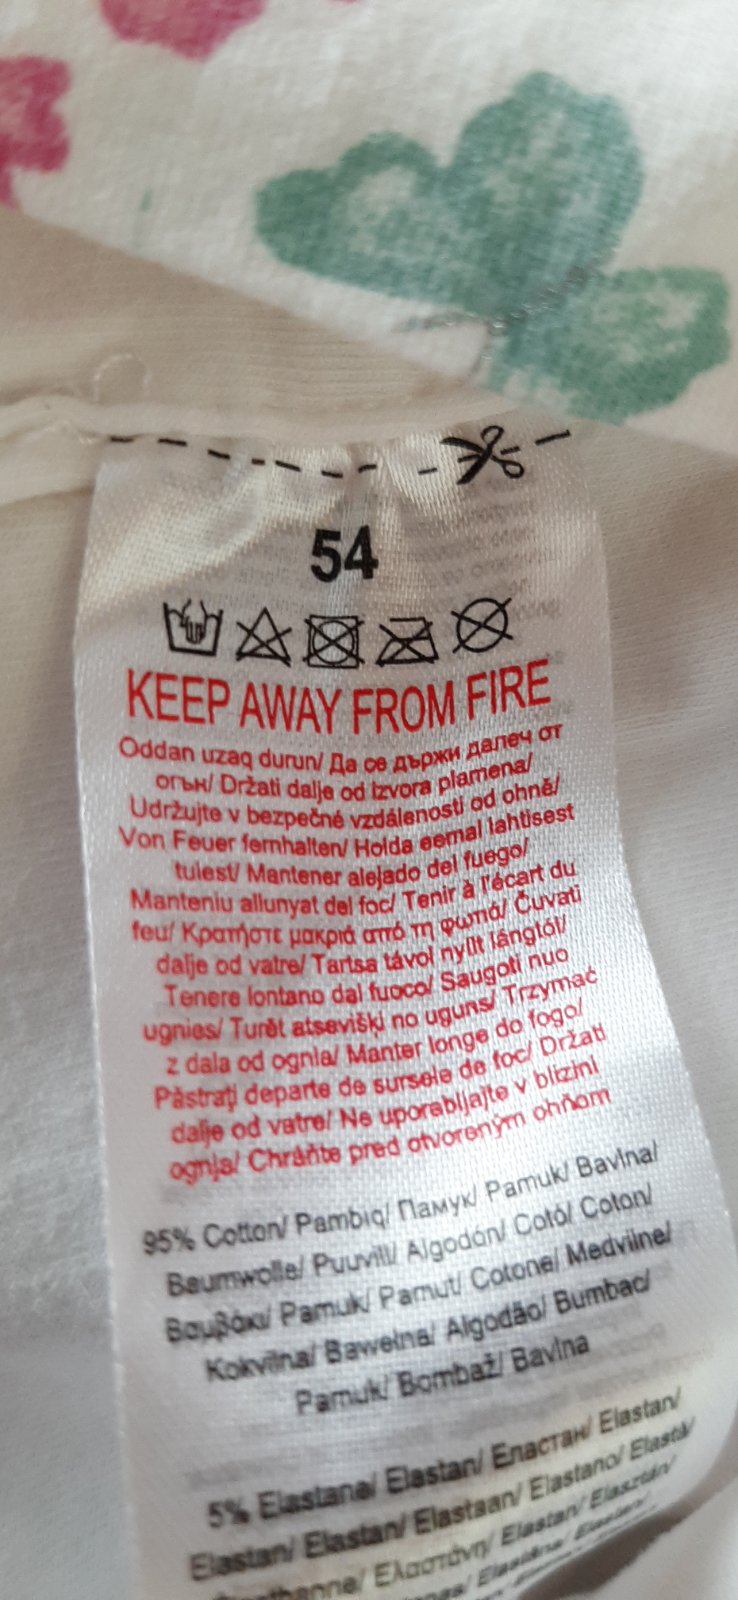 54
KEEP AWAY FROM FIRE
Oddan uzaq durun/ Да се държи далеч от
огън/ Držati dalje od izvora plamena/
Udržujte v bezpečné vzdálenosti od ohně/
Von Feuer fernhalten/ Hoida eemal lahtisest
tulest/ Mantener alejado del fuego/
Manteniu allunyat del foc/ Tenir à l'écart du
feu/ Κρατήστε μακριά από τη φωτιά/ Čuvati
dalje od vatre/ Tartsa távol nyílt lángtól/
Tenere lontano dal fuoco/ Saugoti nuo
ugnies/ Turēt atsevišķi no uguns/ Trzymać
z dala od ognia/ Manter longe do fogo/
Păstraţi departe de sursele de foc/ Držati
dalje od vatre/ Ne uporabljajte v bližini
ognja/ Chráňte pred otvoreným ohňom
95% Cotton/ Pambıq/ Памук/ Pamuk/ Bavlna/
Baumwolle/ Puuvill/ Algodón/ Cotó/ Coton/
Βαμβάκι/ Pamuk/ Pamut/ Cotone/ Medvilnė/
Kokvilna/ Bawełna/ Algodão/ Bumbac/
Pamuk/ Bombaž/ Bavlna
5% Elastane/ Elastan/ Еластан/ Elastan/
Elastan/ Elastan/ Elastaan/ Elastano/ Elastà/
Élasthanne/ Ελαστάνη/ Elastan/ Elasztán/